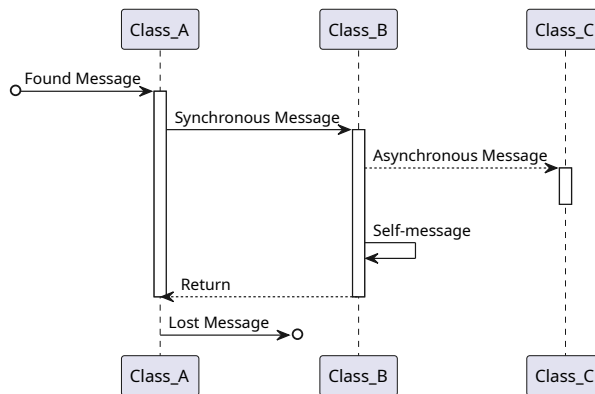 Class_A
Class_B
Class_C
Found Message
Synchronous Message
Asynchronous Message
Self-message
Return
Lost Message
Class_A
Class_B
Class_C